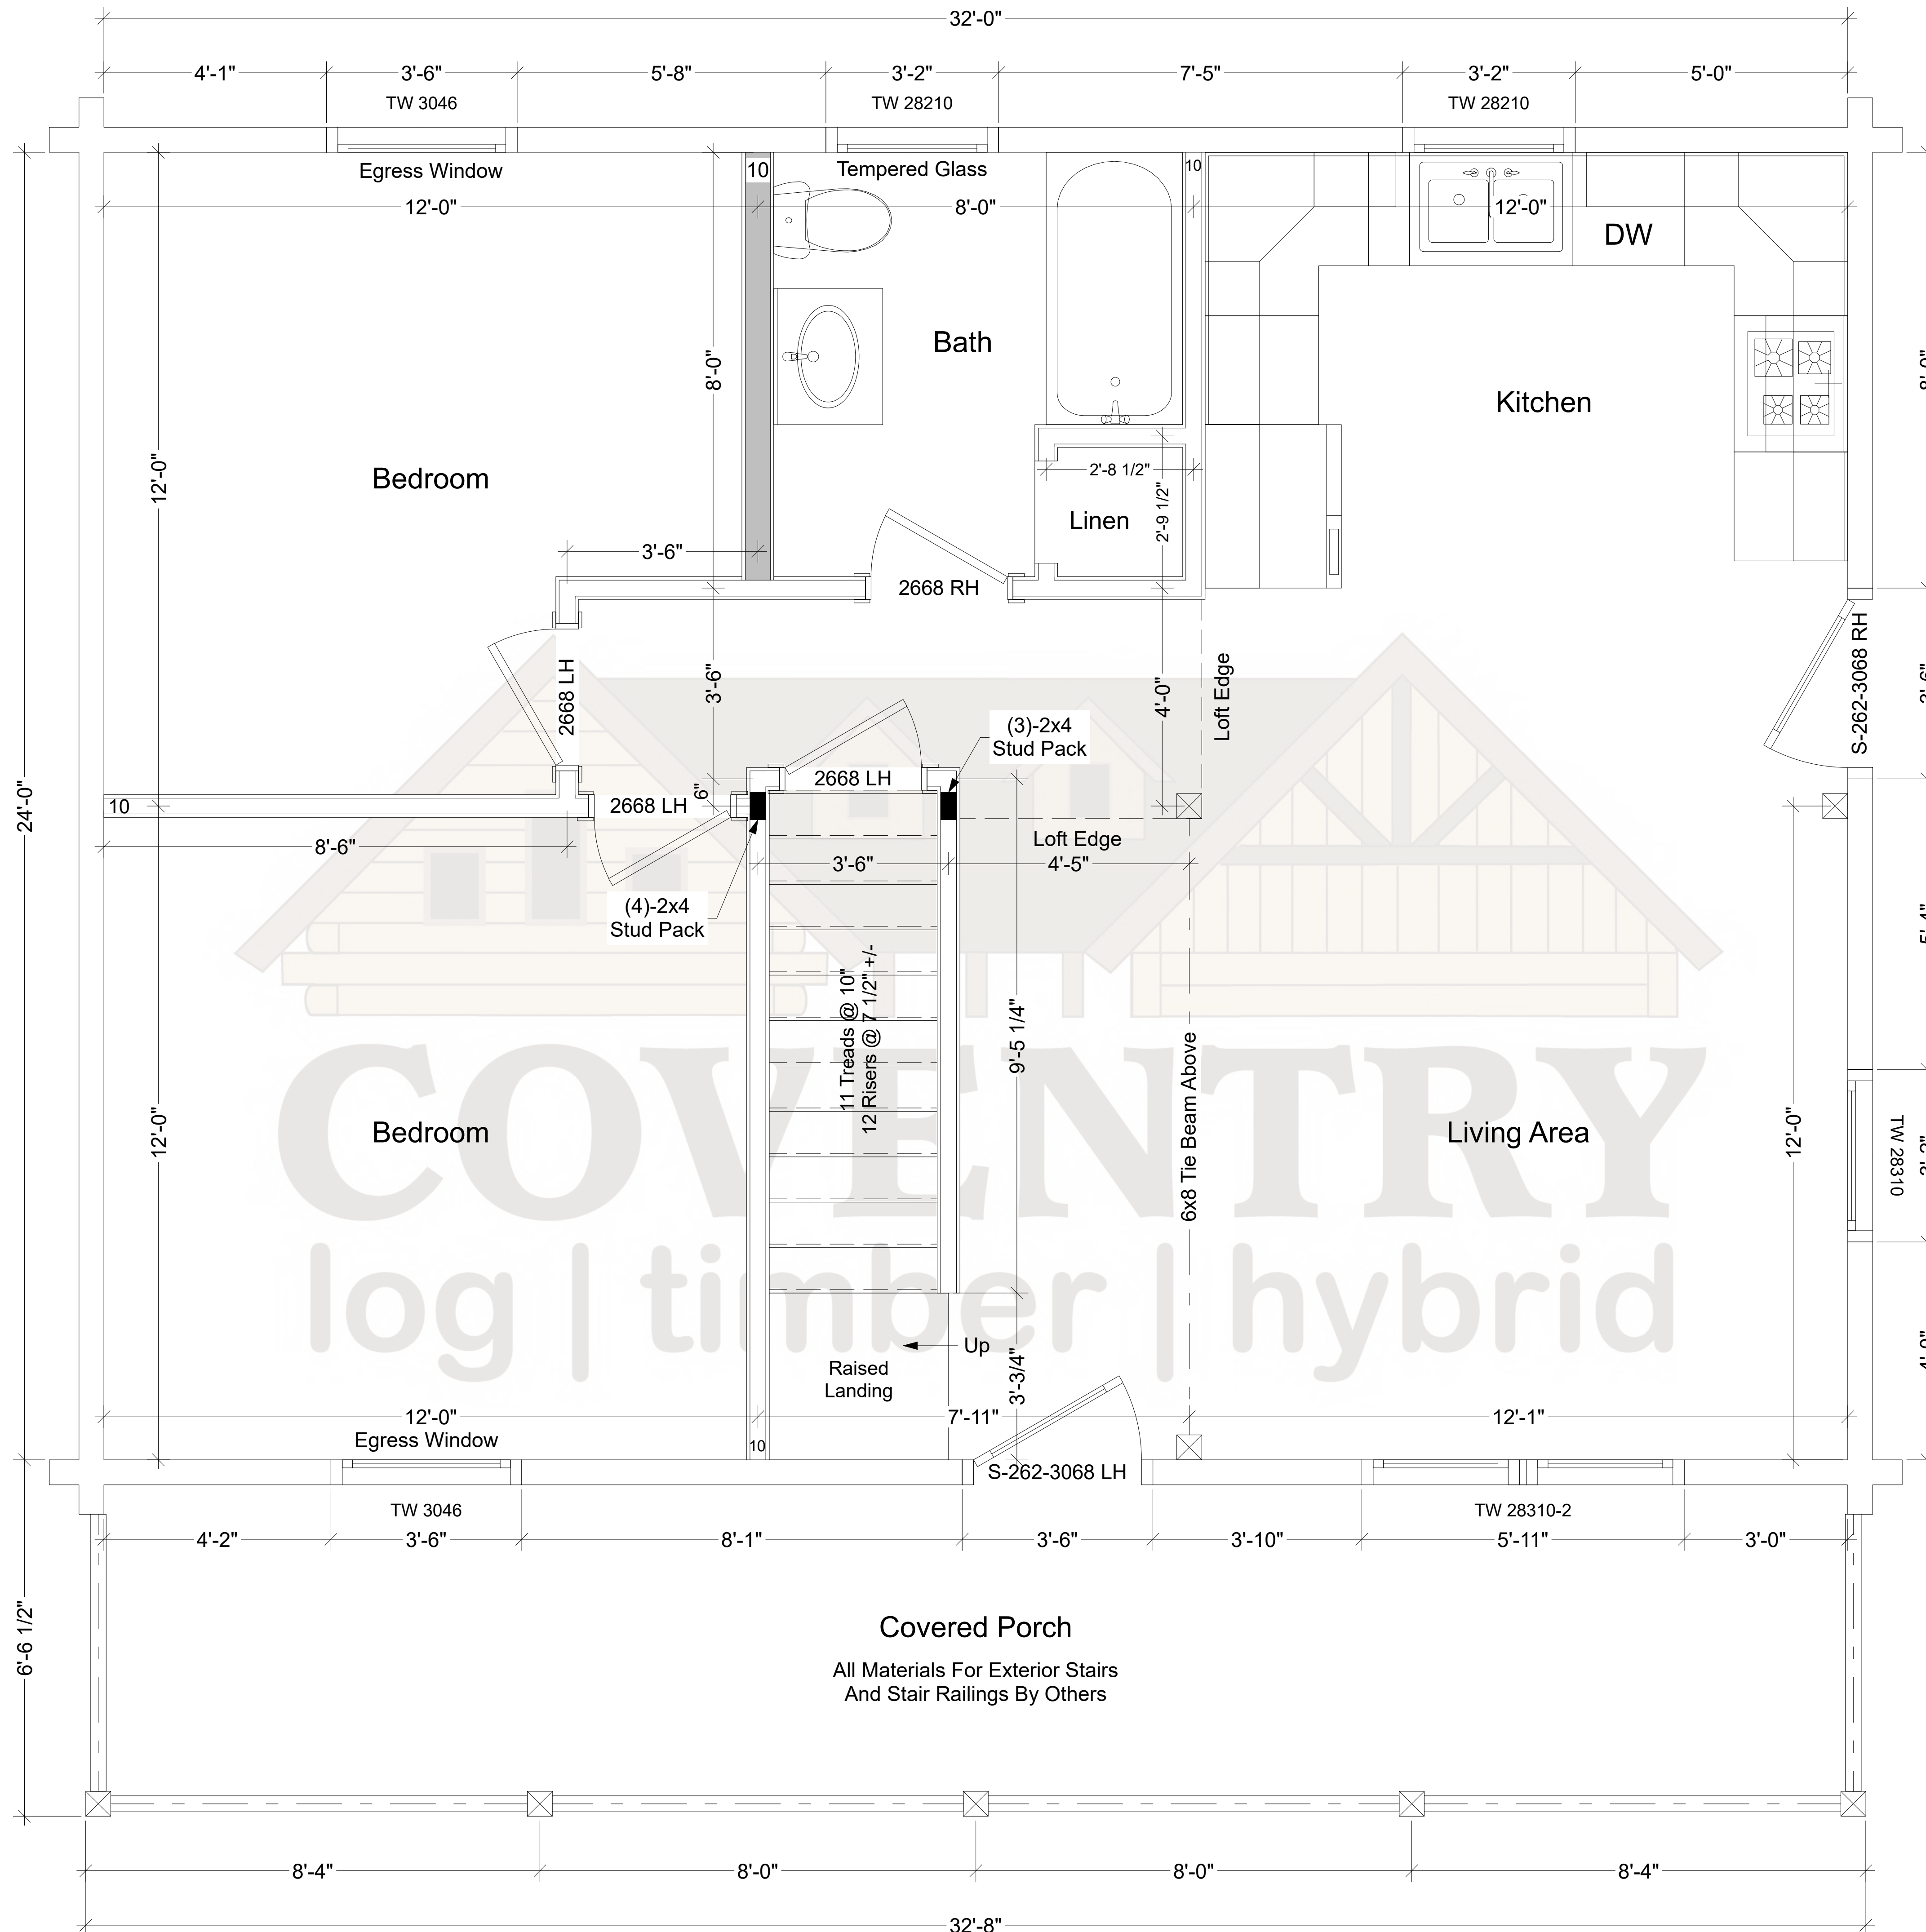 32'-0"
4'-1" 3'-6" 5'-8" 3'-2" 7'-5" 3'-2" 5'-0"
TW 3046 TW 28210 TW 28210
Egress Window 10 Tempered Glass 10
12'-0" 8'-0" 12'-0"
DW
Bath
8'-0"
Kitchen
12'-0"
Bedroom
2'-8 1/2"
2'-9 1/2"
Linen
3'-6"
2668 RH
2668 LH
3'-6"
4'-0"
Loft Edge
S-262-3068 RH
(3)-2x4
Stud Pack
2668 LH
6"
10
2668 LH
24'-0"
8'-6"
Loft Edge
3'-6" 4'-5"
(4)-2x4
Stud Pack
11 Treads @ 10"
12 Risers @ 7 1/2" +/-
9'-5 1/4"
6x8 Tie Beam Above
COVENTRY
12'-0"
Bedroom
Living Area
12'-0"
TW 28310
log | timber | hybrid
Up
Raised
Landing
3'-3/4"
12'-0" 7'-11" 12'-1"
Egress Window
10
S-262-3068 LH
TW 3046 TW 28310-2
4'-2" 3'-6" 8'-1" 3'-6" 3'-10" 5'-11" 3'-0"
6'-6 1/2"
Covered Porch
All Materials For Exterior Stairs
And Stair Railings By Others
8'-4" 8'-0" 8'-0" 8'-4"
32'-8"